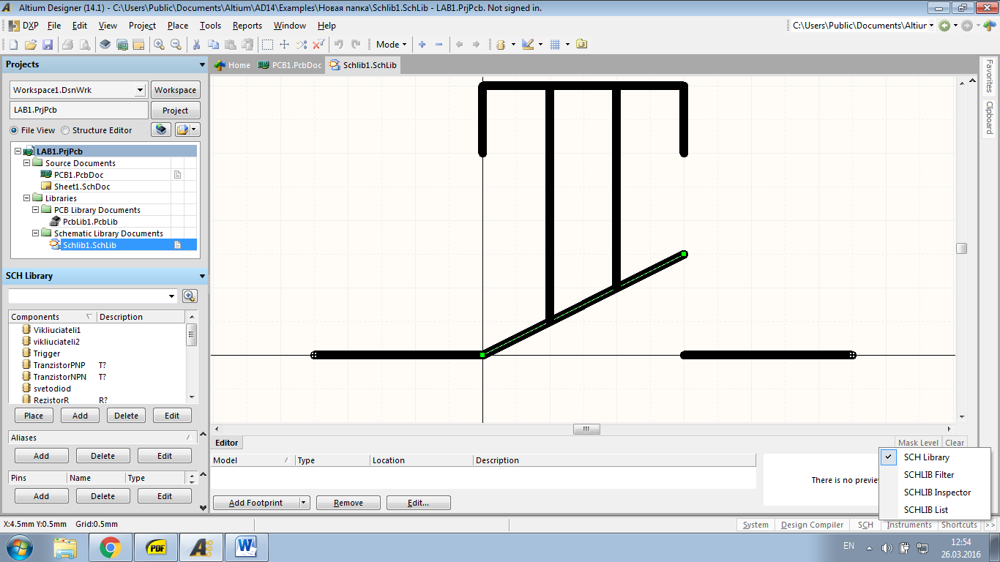 Altium Designer (14.1) - C:\Users\Public\Documents\Altium\AD14\Examples\Новая папка\Schlib1.SchLib - LAB1.PrjPcb. Not signed in.
DXP File Edit View Project Place Tools Reports Window Help C:\Users\Public\Documents\Altium
Mode
Projects
Home PCB1.PcbDoc Schlib1.SchLib
Favorites
Clipboard
Workspace1.DsnWrk Workspace
LAB1.PrjPcb Project
File View Structure Editor
LAB1.PrjPcb
Source Documents
PCB1.PcbDoc
Sheet1.SchDoc
Libraries
PCB Library Documents
PcbLib1.PcbLib
Schematic Library Documents
Schlib1.SchLib
SCH Library
Components Description
Vikliuciateli1
vikliuciateli2
Trigger
TranzistorPNP T?
TranzistorNPN T?
svetodiod
RezistorR R?
Place Add Delete Edit
Aliases
Add Delete Edit
Pins Name Type
Add Delete Edit
Editor Mask Level Clear
Model Type Location Description
There is no previe
Add Footprint Remove Edit...
SCH Library
SCHLIB Filter
SCHLIB Inspector
SCHLIB List
X:4.5mm Y:0.5mm Grid:0.5mm
System Design Compiler SCH Instruments Shortcuts >>
PDF
EN 12:54
26.03.2016